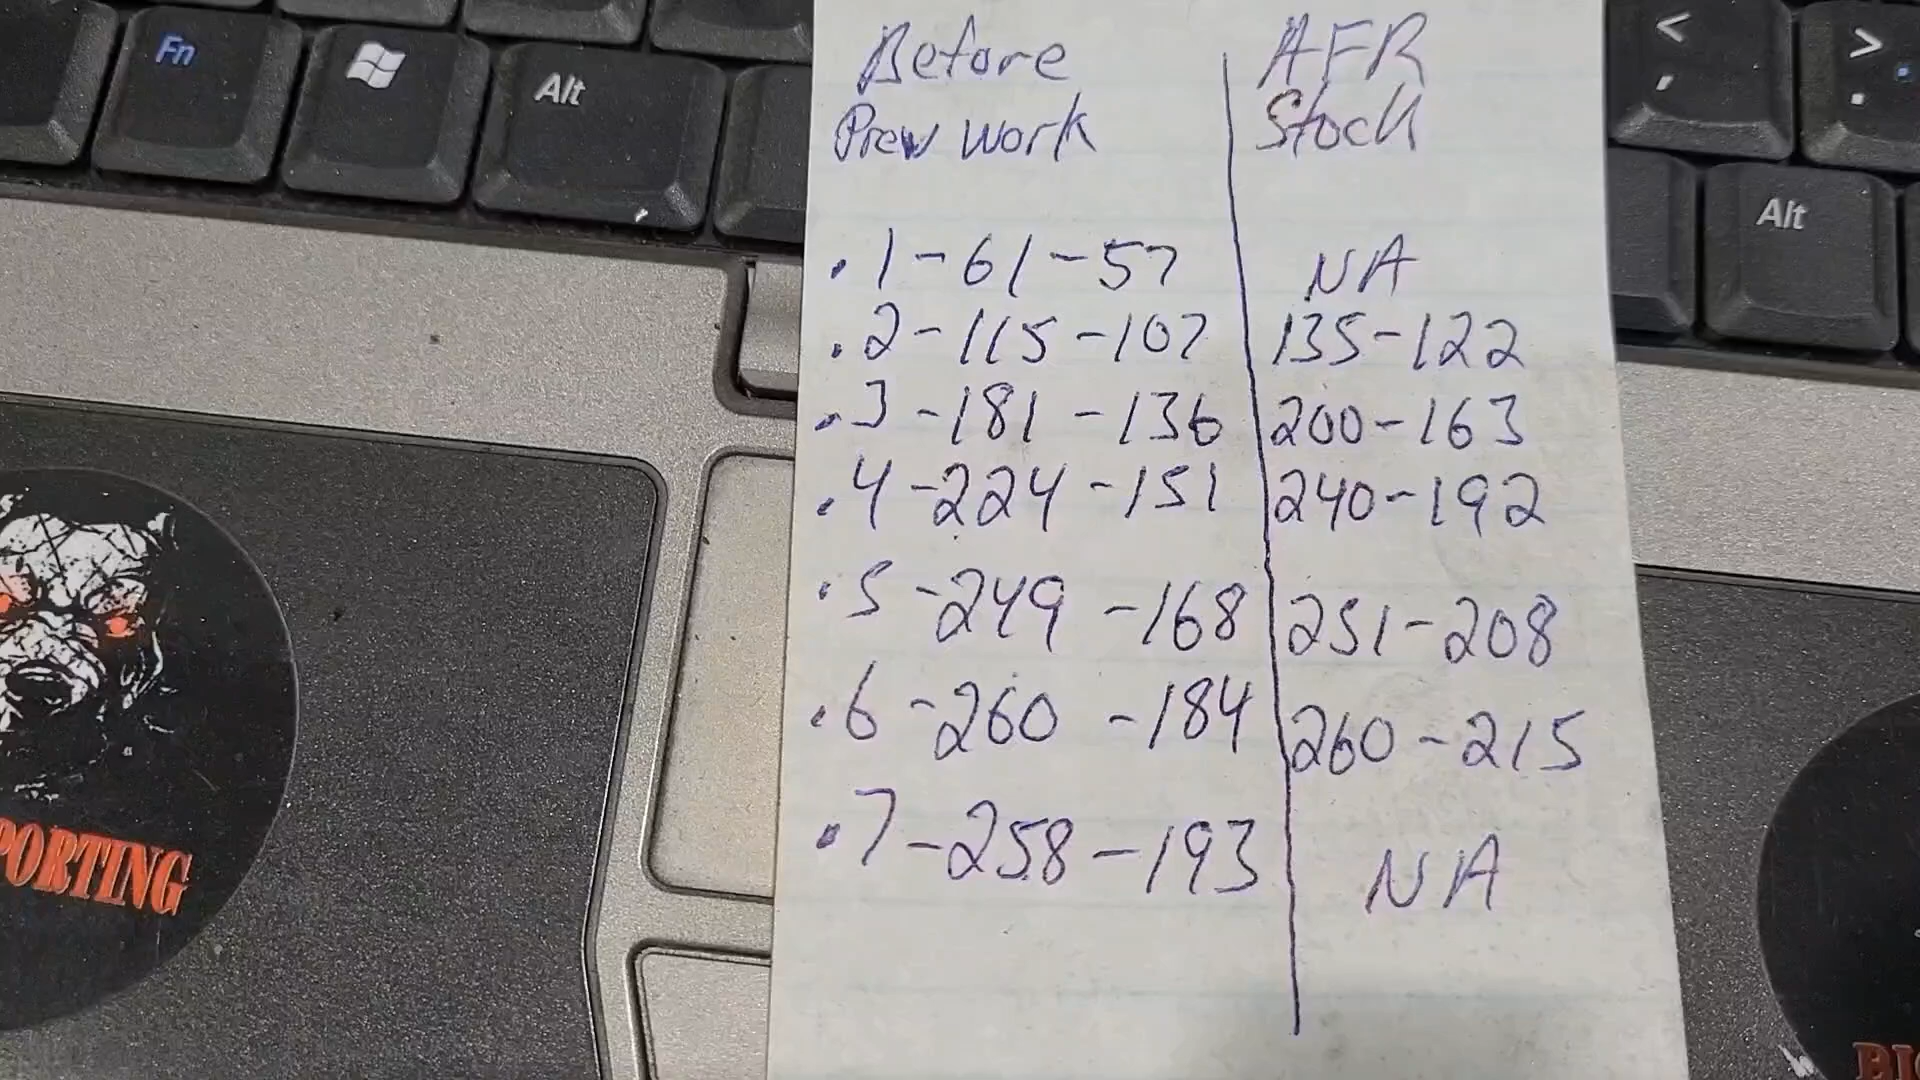 Fn
Alt
<
,
>
.
Alt
Before
Prew Work
AFR
Stock
.1-61-57 NA
.2-115-107 135-122
.3-181-136 200-163
.4-224-151 240-192
.5-249-168 251-208
.6-260-184 260-215
.7-258-193 NA
PORTING